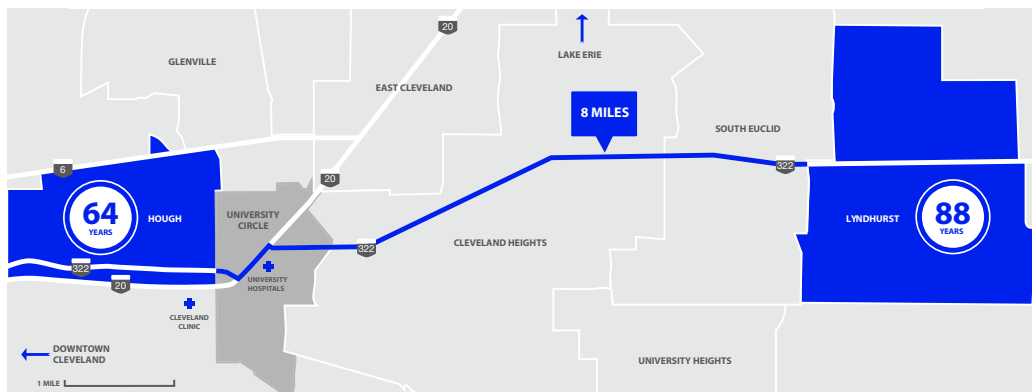 20
LAKE ERIE
GLENVILLE
EAST CLEVELAND
8 MILES
SOUTH EUCLID
6
322
20
64
YEARS
HOUGH
UNIVERSITY
CIRCLE
LYNDHURST
88
YEARS
322
CLEVELAND HEIGHTS
322
20
UNIVERSITY
HOSPITALS
CLEVELAND
CLINIC
DOWNTOWN
CLEVELAND
UNIVERSITY HEIGHTS
1 MILE